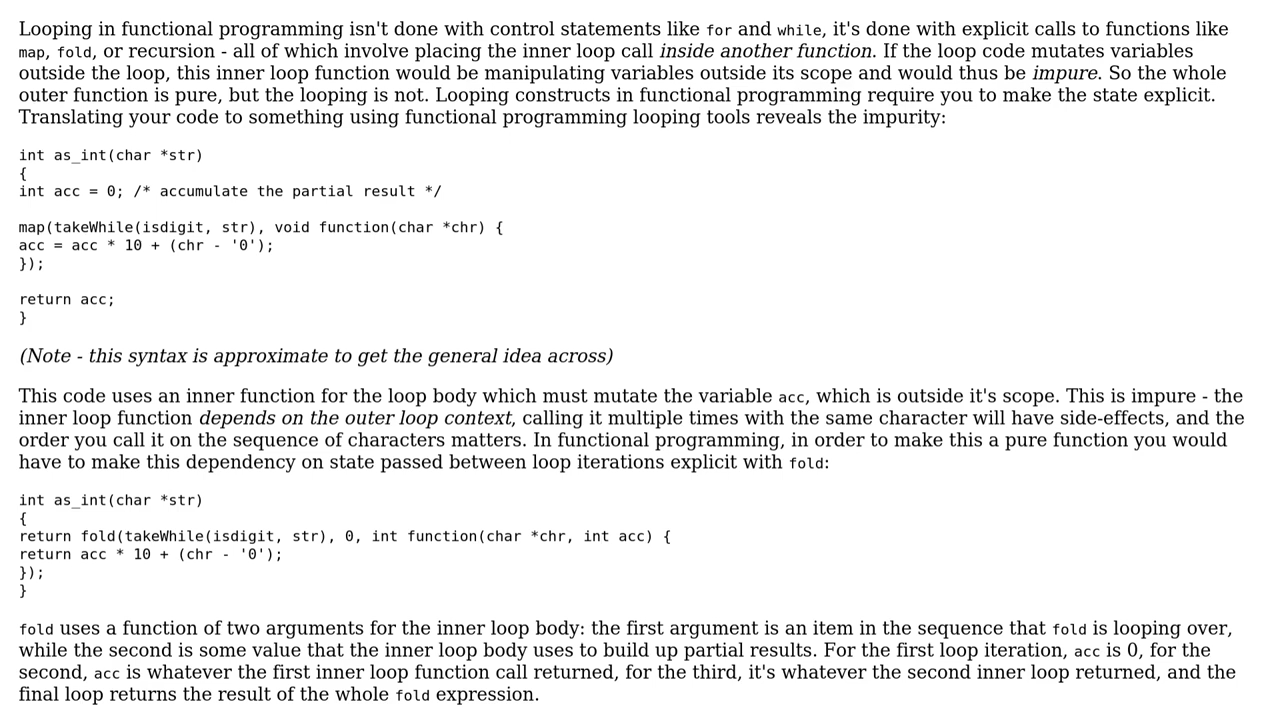 Looping in functional programming isn't done with control statements like for and while, it's done with explicit calls to functions like
map, fold, or recursion - all of which involve placing the inner loop call inside another function. If the loop code mutates variables
outside the loop, this inner loop function would be manipulating variables outside its scope and would thus be impure. So the whole
outer function is pure, but the looping is not. Looping constructs in functional programming require you to make the state explicit.
Translating your code to something using functional programming looping tools reveals the impurity:
int as_int(char *str)
{
int acc = 0; /* accumulate the partial result */
map(takeWhile(isdigit, str), void function(char *chr) {
acc = acc * 10 + (chr - '0');
});
return acc;
}
(Note - this syntax is approximate to get the general idea across)
This code uses an inner function for the loop body which must mutate the variable acc, which is outside it's scope. This is impure - the
inner loop function depends on the outer loop context, calling it multiple times with the same character will have side-effects, and the
order you call it on the sequence of characters matters. In functional programming, in order to make this a pure function you would
have to make this dependency on state passed between loop iterations explicit with fold:
int as_int(char *str)
{
return fold(takeWhile(isdigit, str), 0, int function(char *chr, int acc) {
return acc * 10 + (chr - '0');
});
}
fold uses a function of two arguments for the inner loop body: the first argument is an item in the sequence that fold is looping over,
while the second is some value that the inner loop body uses to build up partial results. For the first loop iteration, acc is 0, for the
second, acc is whatever the first inner loop function call returned, for the third, it's whatever the second inner loop returned, and the
final loop returns the result of the whole fold expression.